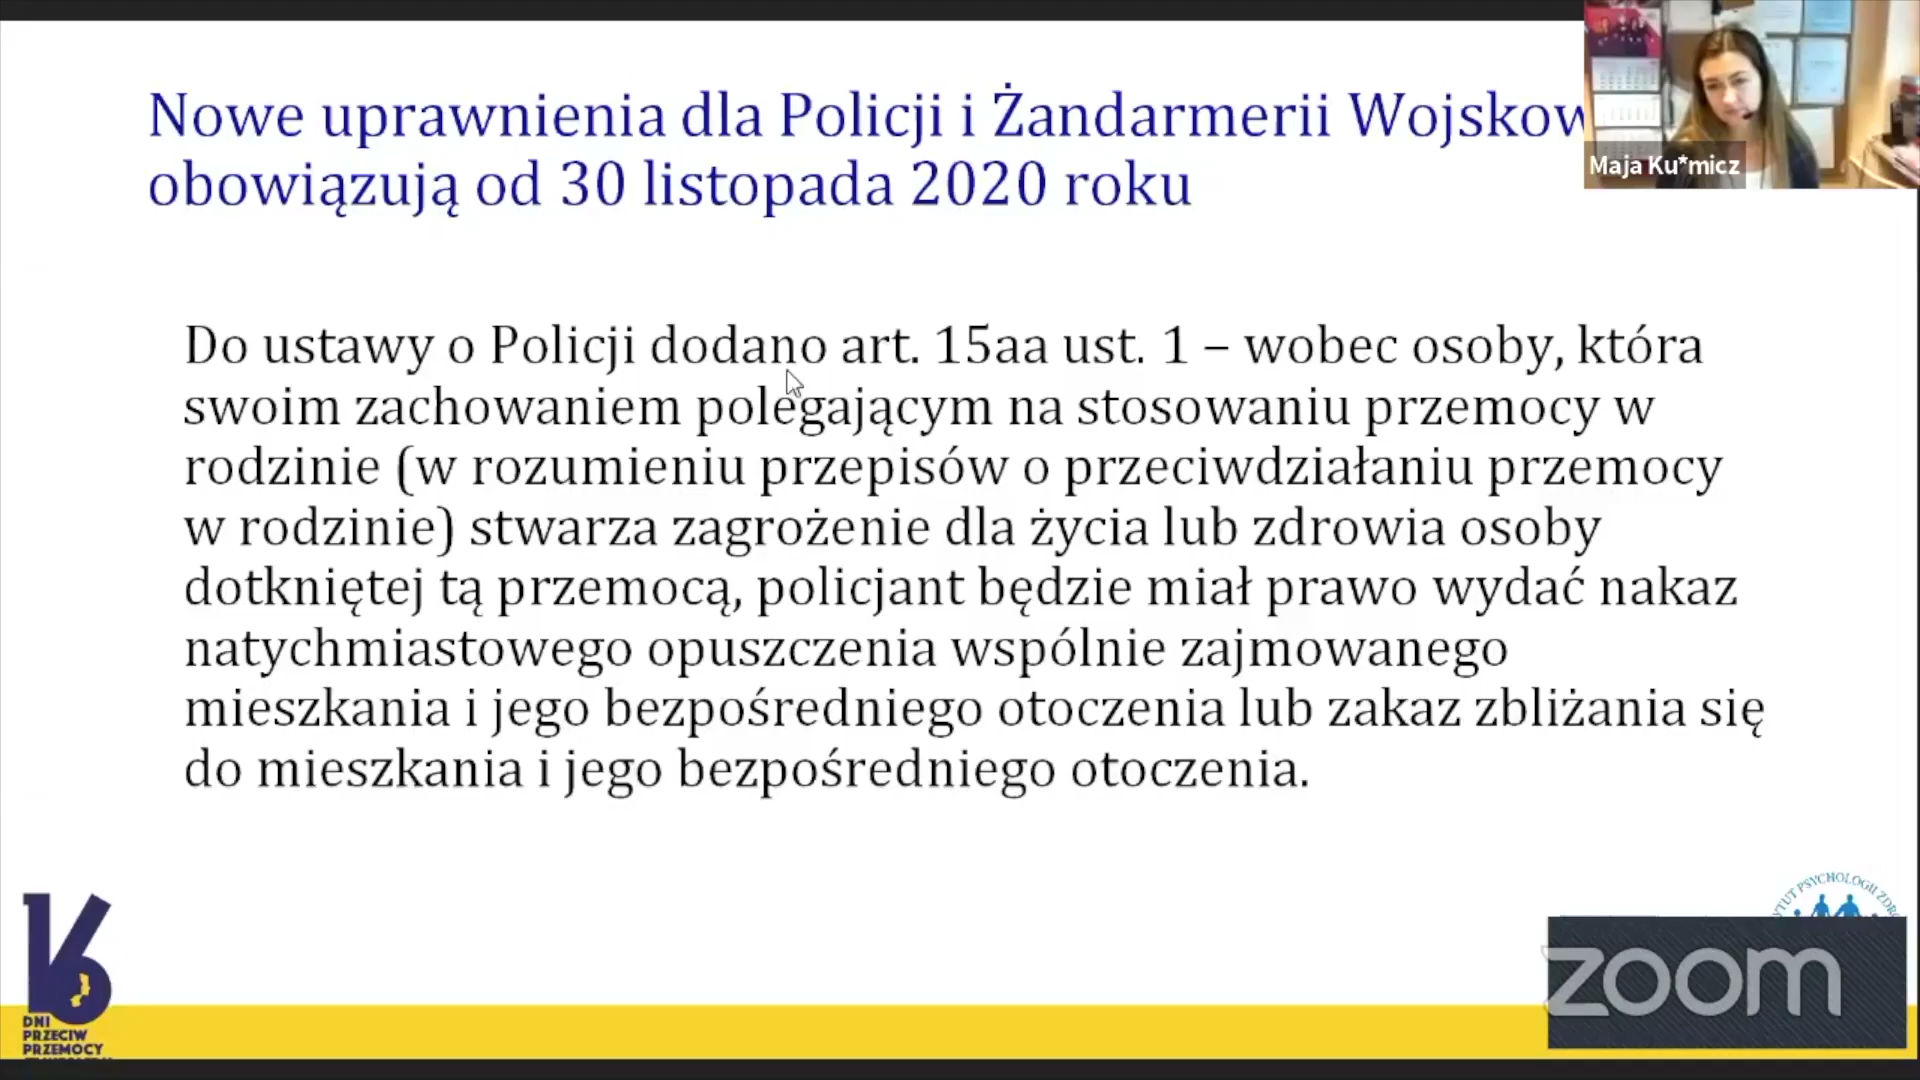 Nowe uprawnienia dla Policji i Żandarmerii
obowiązują od 30 listopada 2020 roku
Maja Ku*micz
Do ustawy o Policji dodano art. 15aa ust. 1 – wobec osoby, która
swoim zachowaniem polegającym na stosowaniu przemocy w
rodzinie (w rozumieniu przepisów o przeciwdziałaniu przemocy
w rodzinie) stwarza zagrożenie dla życia lub zdrowia osoby
dotkniętej tą przemocą, policjant będzie miał prawo wydać nakaz
natychmiastowego opuszczenia wspólnie zajmowanego
mieszkania i jego bezpośredniego otoczenia lub zakaz zbliżania się
do mieszkania i jego bezpośredniego otoczenia.
16
DNI
PRZECIW
PRZEMOCY
PSYCHOLOGII
zoom